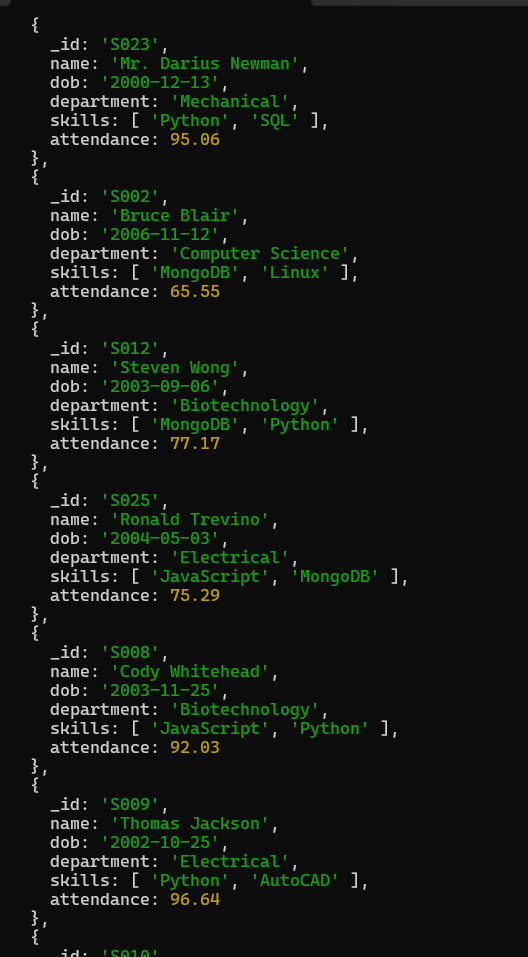 {
_id: 'S023',
name: 'Mr. Darius Newman',
dob: '2000-12-13',
department: 'Mechanical',
skills: [ 'Python', 'SQL' ],
attendance: 95.06
},
{
_id: 'S002',
name: 'Bruce Blair',
dob: '2006-11-12',
department: 'Computer Science',
skills: [ 'MongoDB', 'Linux' ],
attendance: 65.55
},
{
_id: 'S012',
name: 'Steven Wong',
dob: '2003-09-06',
department: 'Biotechnology',
skills: [ 'MongoDB', 'Python' ],
attendance: 77.17
},
{
_id: 'S025',
name: 'Ronald Trevino',
dob: '2004-05-03',
department: 'Electrical',
skills: [ 'JavaScript', 'MongoDB' ],
attendance: 75.29
},
{
_id: 'S008',
name: 'Cody Whitehead',
dob: '2003-11-25',
department: 'Biotechnology',
skills: [ 'JavaScript', 'Python' ],
attendance: 92.03
},
{
_id: 'S009',
name: 'Thomas Jackson',
dob: '2002-10-25',
department: 'Electrical',
skills: [ 'Python', 'AutoCAD' ],
attendance: 96.64
},
{
_id: 'S010',